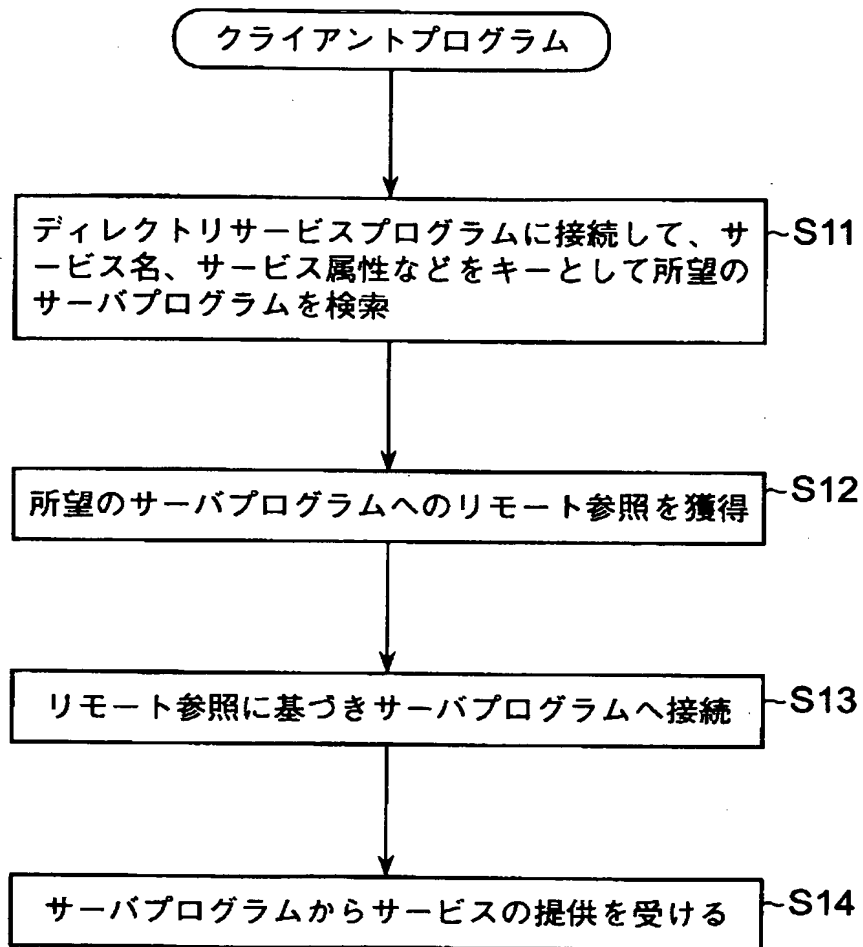 クライアントプログラム
ディレクトリサービスプログラムに接続して、サ
ービス名、サービス属性などをキーとして所望の
サーバプログラムを検索
~S11
所望のサーバプログラムへのリモート参照を獲得
~S12
リモート参照に基づきサーバプログラムへ接続
~S13
サーバプログラムからサービスの提供を受ける
~S14